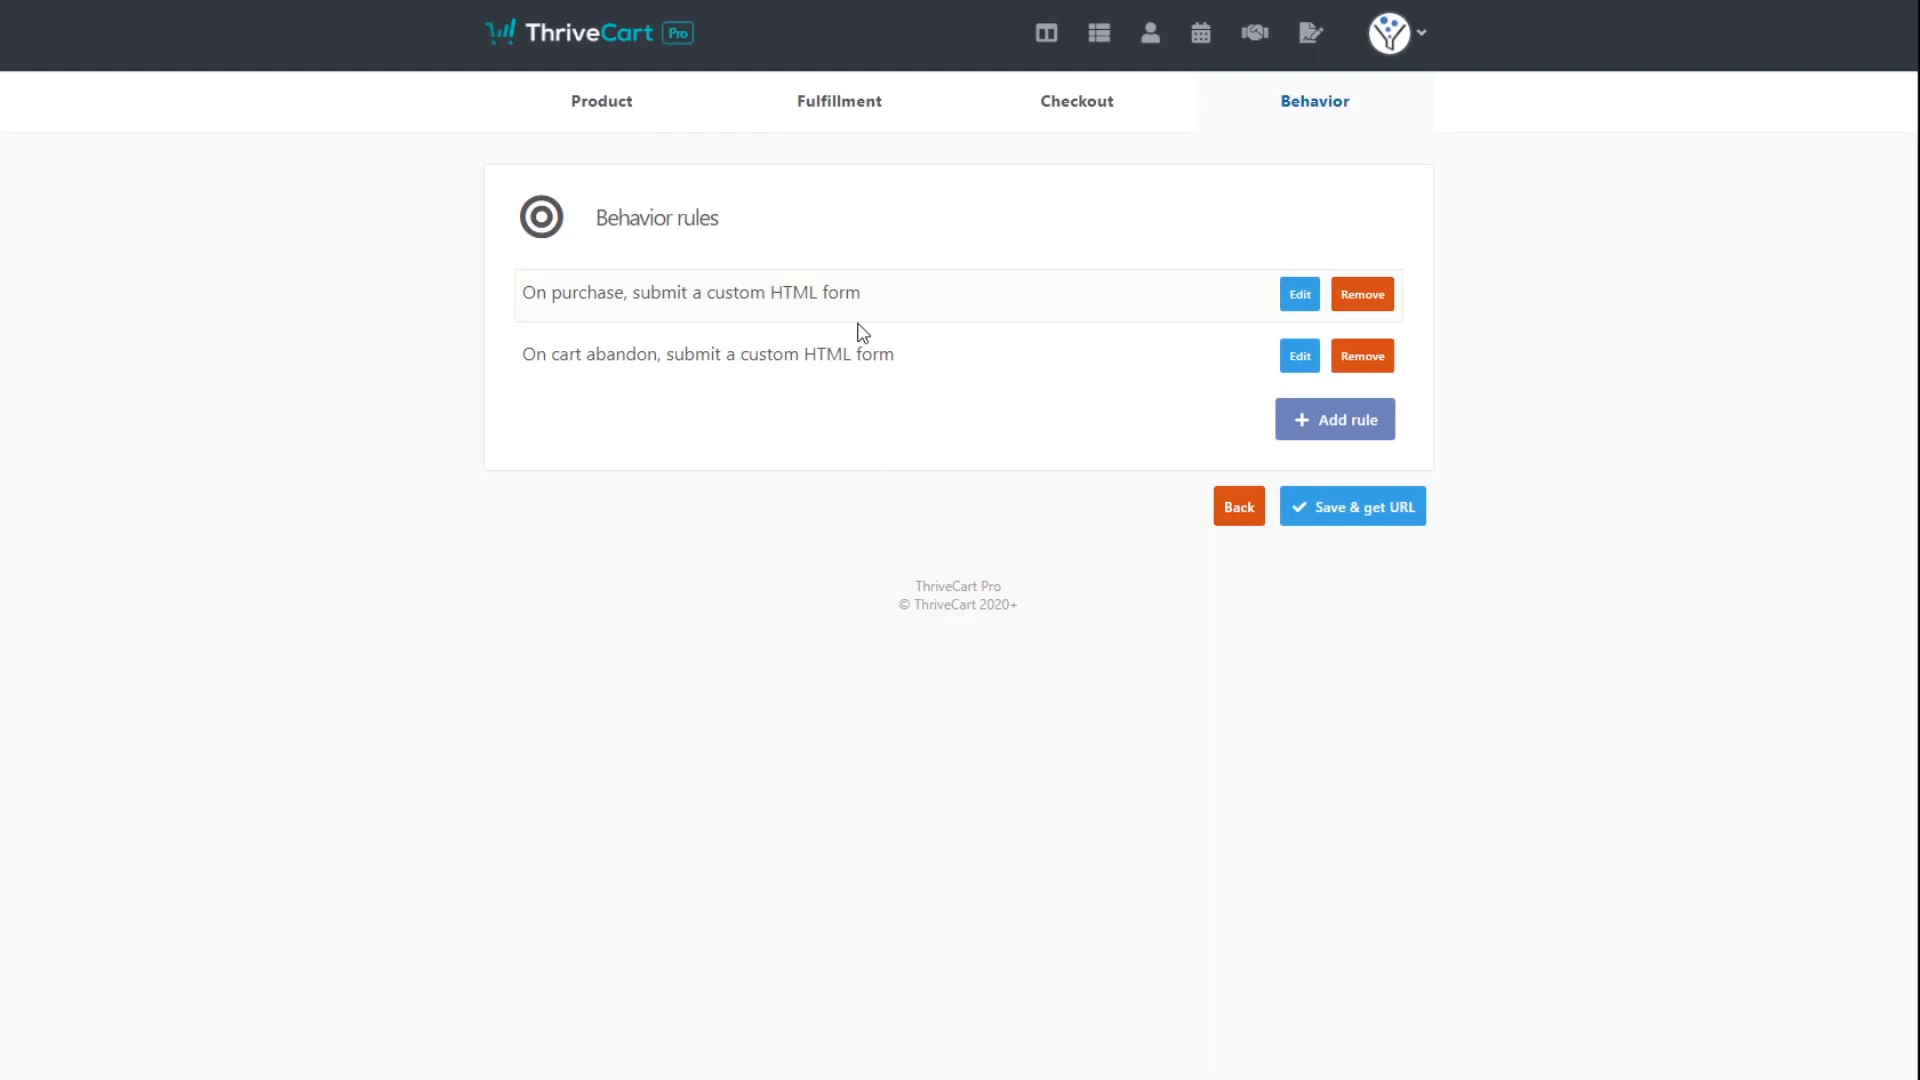 ThriveCart Pro
Product Fulfillment Checkout Behavior
Behavior rules
On purchase, submit a custom HTML form Edit Remove
On cart abandon, submit a custom HTML form Edit Remove
+ Add rule
Back Save & get URL
ThriveCart Pro
© ThriveCart 2020+